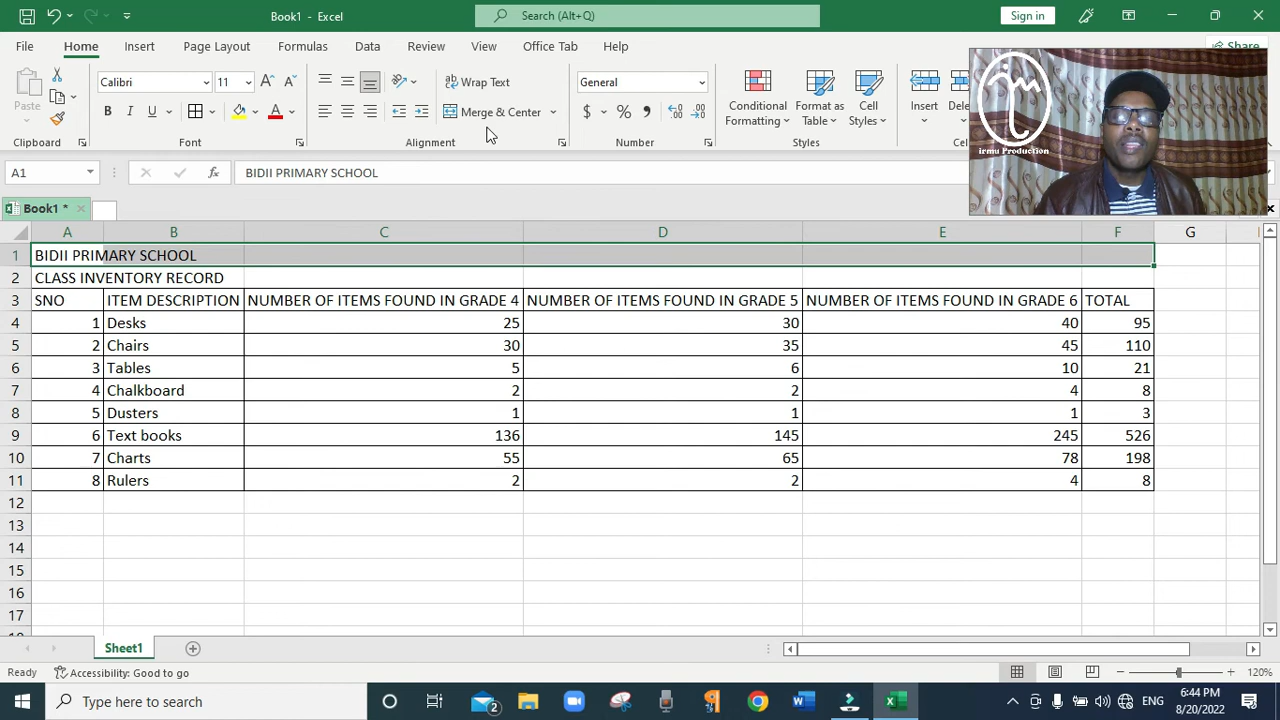 Book1 - Excel
Search (Alt+Q)
Sign in
File Home Insert Page Layout Formulas Data Review View Office Tab Help
Share
Paste
Calibri 11
B I U
Wrap Text
Merge & Center
General
$ % ,
Conditional Formatting
Format as Table
Cell Styles
Insert
Dele
Clipboard Font Alignment Number Styles Cel
irmu Production
A1 fx BIDII PRIMARY SCHOOL
Book1 *
A B C D E F G
1 BIDII PRIMARY SCHOOL
2 CLASS INVENTORY RECORD
3 SNO ITEM DESCRIPTION NUMBER OF ITEMS FOUND IN GRADE 4 NUMBER OF ITEMS FOUND IN GRADE 5 NUMBER OF ITEMS FOUND IN GRADE 6 TOTAL
4 1 Desks 25 30 40 95
5 2 Chairs 30 35 45 110
6 3 Tables 5 6 10 21
7 4 Chalkboard 2 2 4 8
8 5 Dusters 1 1 1 3
9 6 Text books 136 145 245 526
10 7 Charts 55 65 78 198
11 8 Rulers 2 2 4 8
12
13
14
15
16
17
Sheet1
Ready Accessibility: Good to go 120%
Type here to search
2
ENG
6:44 PM
8/20/2022